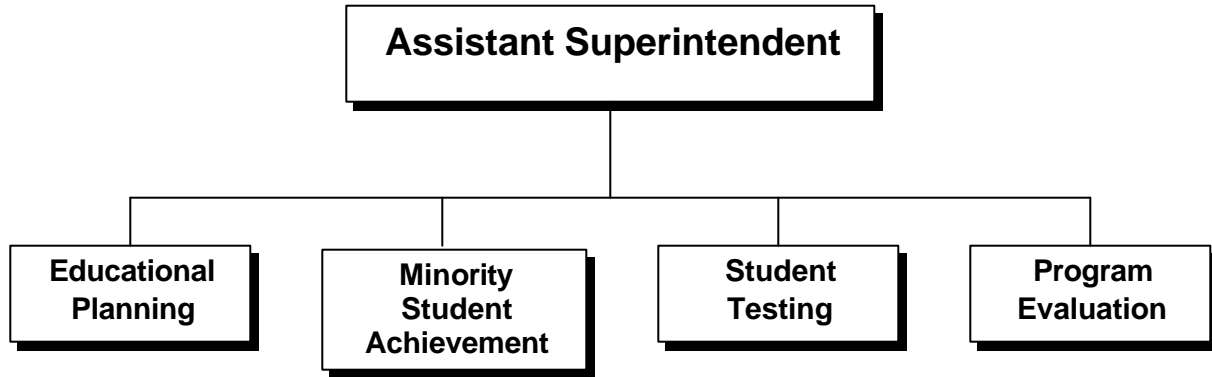 Assistant Superintendent
Educational
Planning
Minority
Student
Achievement
Student
Testing
Program
Evaluation